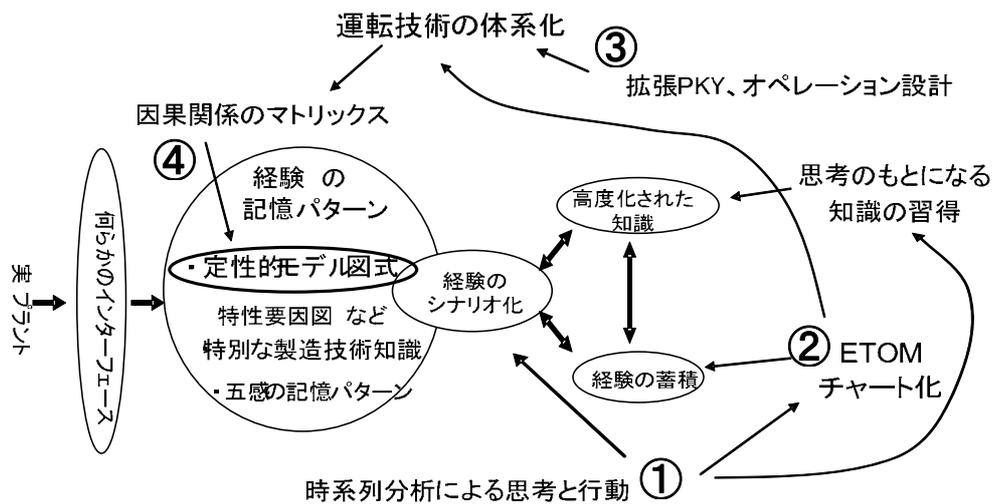 運転技術の体系化
③
拡張PKY、オペレーション設計
因果関係のマトリックス
④
経験 の
記憶パターン
・定性的モデル図式
特性要因図 など
特別な製造技術知識
・五感の記憶パターン
実プラント
何らかのインターフェース
経験の
シナリオ化
高度化された
知識
経験の蓄積
思考のもとになる
知識の習得
② ETOM
チャート化
時系列分析による思考と行動 ①